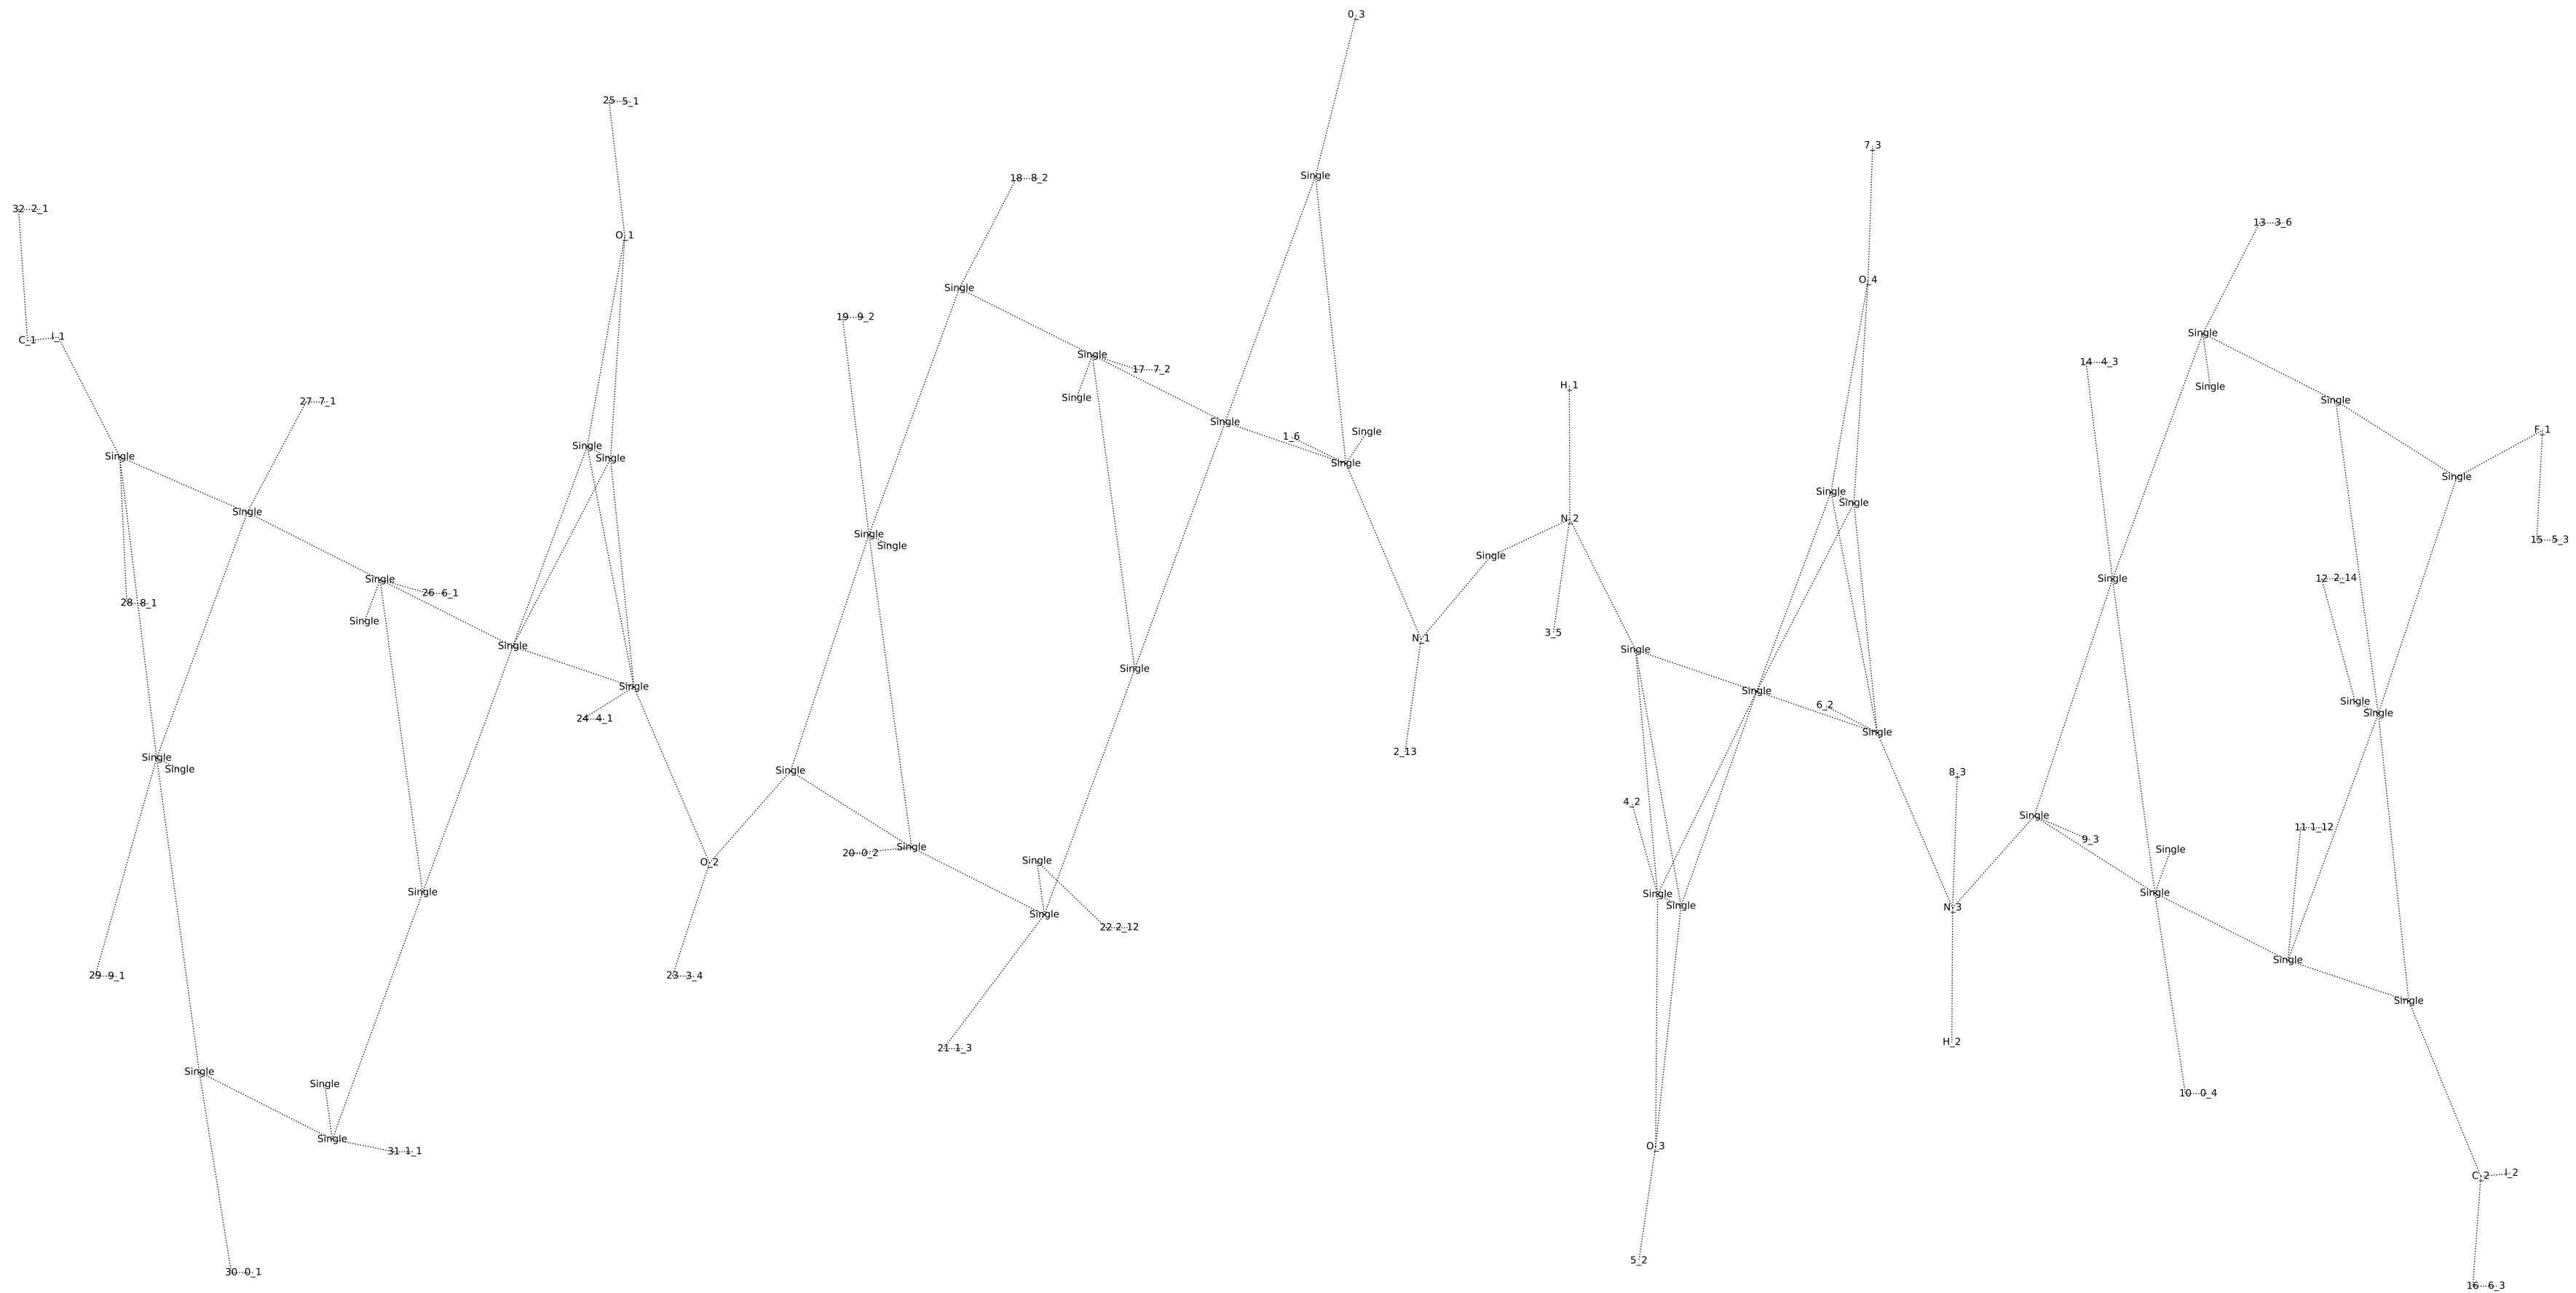 0_3
25 5_1
7_3
18 8_2
Single
32 2_1
13 3_6
O_1
O_4
Single
19 9_2
Single
C_1 I_1
Single
14 4_3
17 7_2
H_1
Single
Single
Single
27 7_1
Single
F_1
Single
1_6
Single
Single
Single
Single
Single
Single
Single
Single
Single
Single
N_2
Single
Single
15 5_3
Single
Single
12 2_14
Single
Single
26 6_1
28 8_1
Single
3_5
N_1
Single
Single
Single
Single
Single
Single
6_2
Single
24 4_1
Single
2_13
Single
Single
Single
Single
8_3
4_2
Single
11 1_12
9_3
Single
Single
20 0_2
Single
O_2
Single
Single
Single
Single
Single
N_3
Single
22 2_12
Single
29 9_1
23 3_4
Single
H_2
21 1_3
Single
Single
10 0_4
Single
O_3
31 1_1
C_2 I_2
5_2
30 0_1
16 6_3